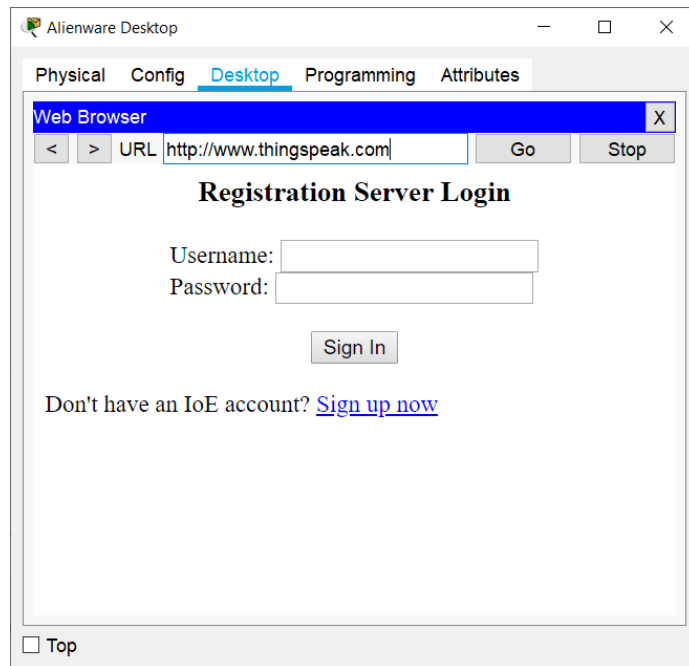 Alienware Desktop
Physical Config Desktop Programming Attributes
Web Browser X
< > URL http://www.thingspeak.com Go Stop
Registration Server Login
Username:
Password:
Sign In
Don't have an IoE account? Sign up now
Top